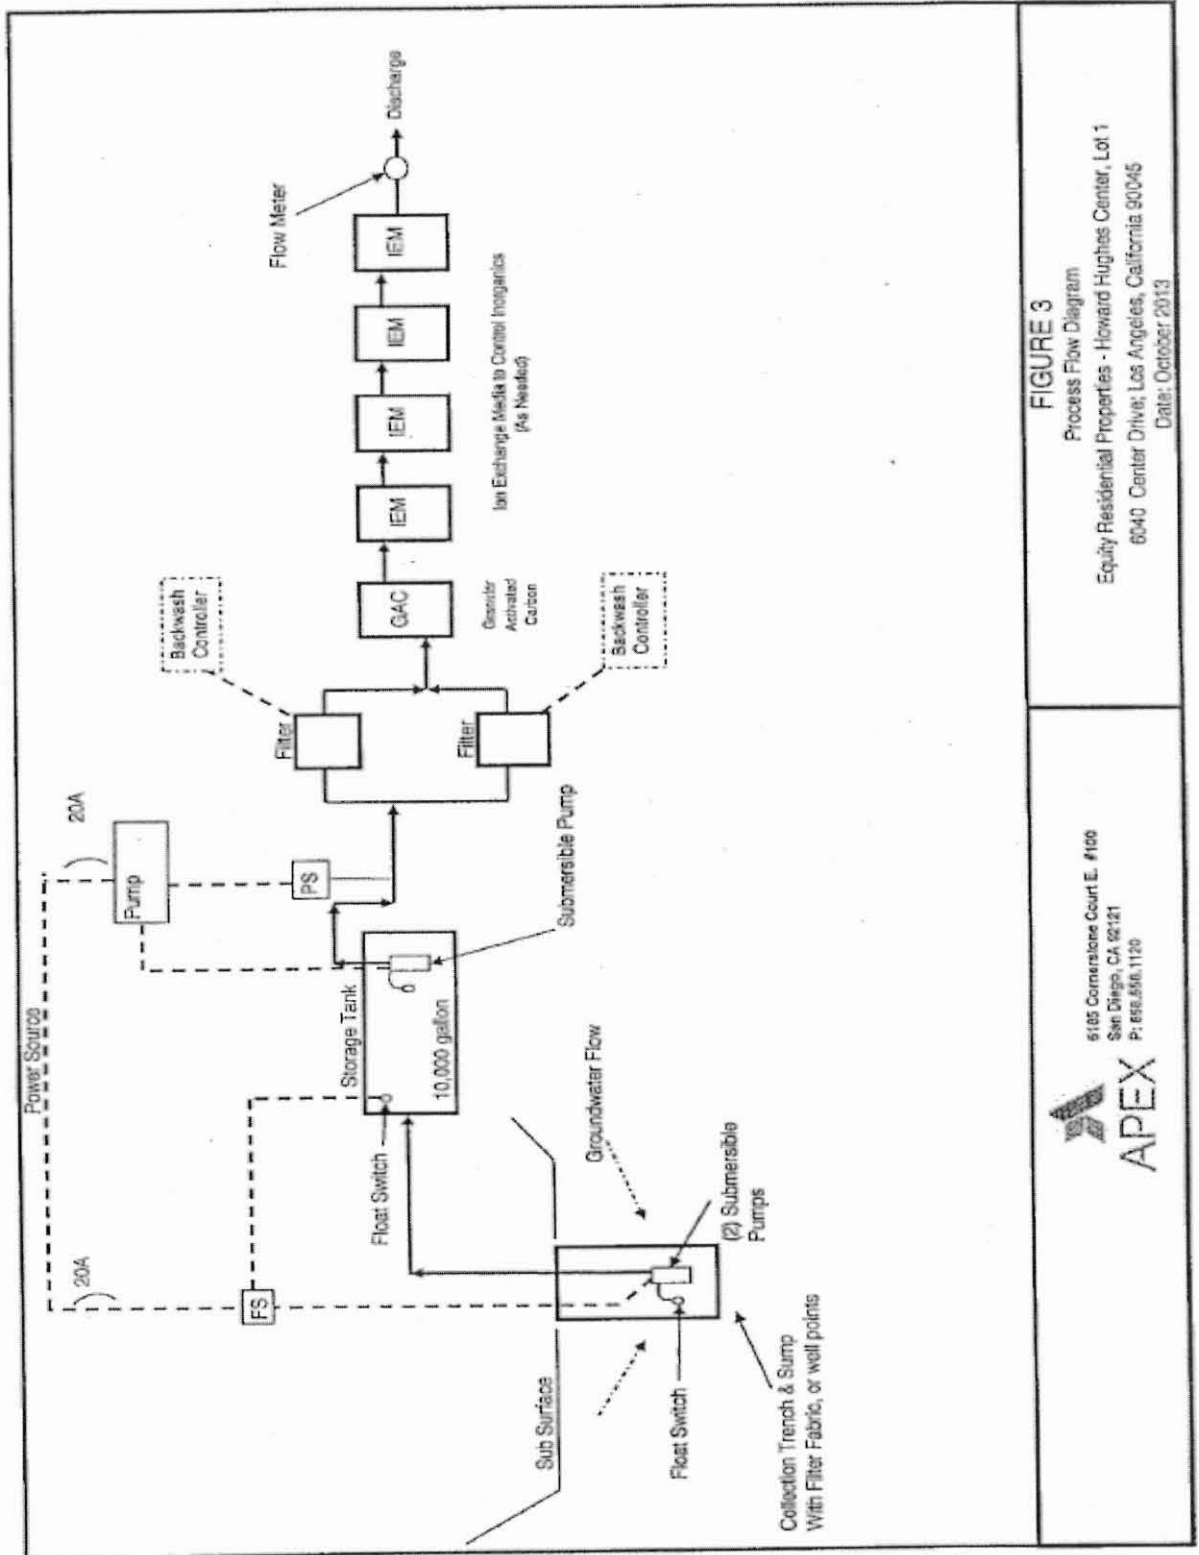 Power Source
20A
20A
FS
Pump
PS
Float Switch
Storage Tank
10,000 gallon
Submersible Pump
Sub Surface
Groundwater Flow
Float Switch
(2) Submersible
Pumps
Collection Trench & Sump
With Filter Fabric, or well points
Filter
Filter
Backwash
Controller
Backwash
Controller
GAC
Activated
Carbon
IEM
IEM
IEM
IEM
Ion Exchange Media to Control Inorganics
(As Needed)
Flow Meter
Discharge
APEX
6185 Cornerstone Court E. #100
San Diego, CA 92121
P: 858.558.1120
FIGURE 3
Process Flow Diagram
Equity Residential Properties - Howard Hughes Center, Lot 1
6040 Center Drive; Los Angeles, California 90045
Date: October 2013